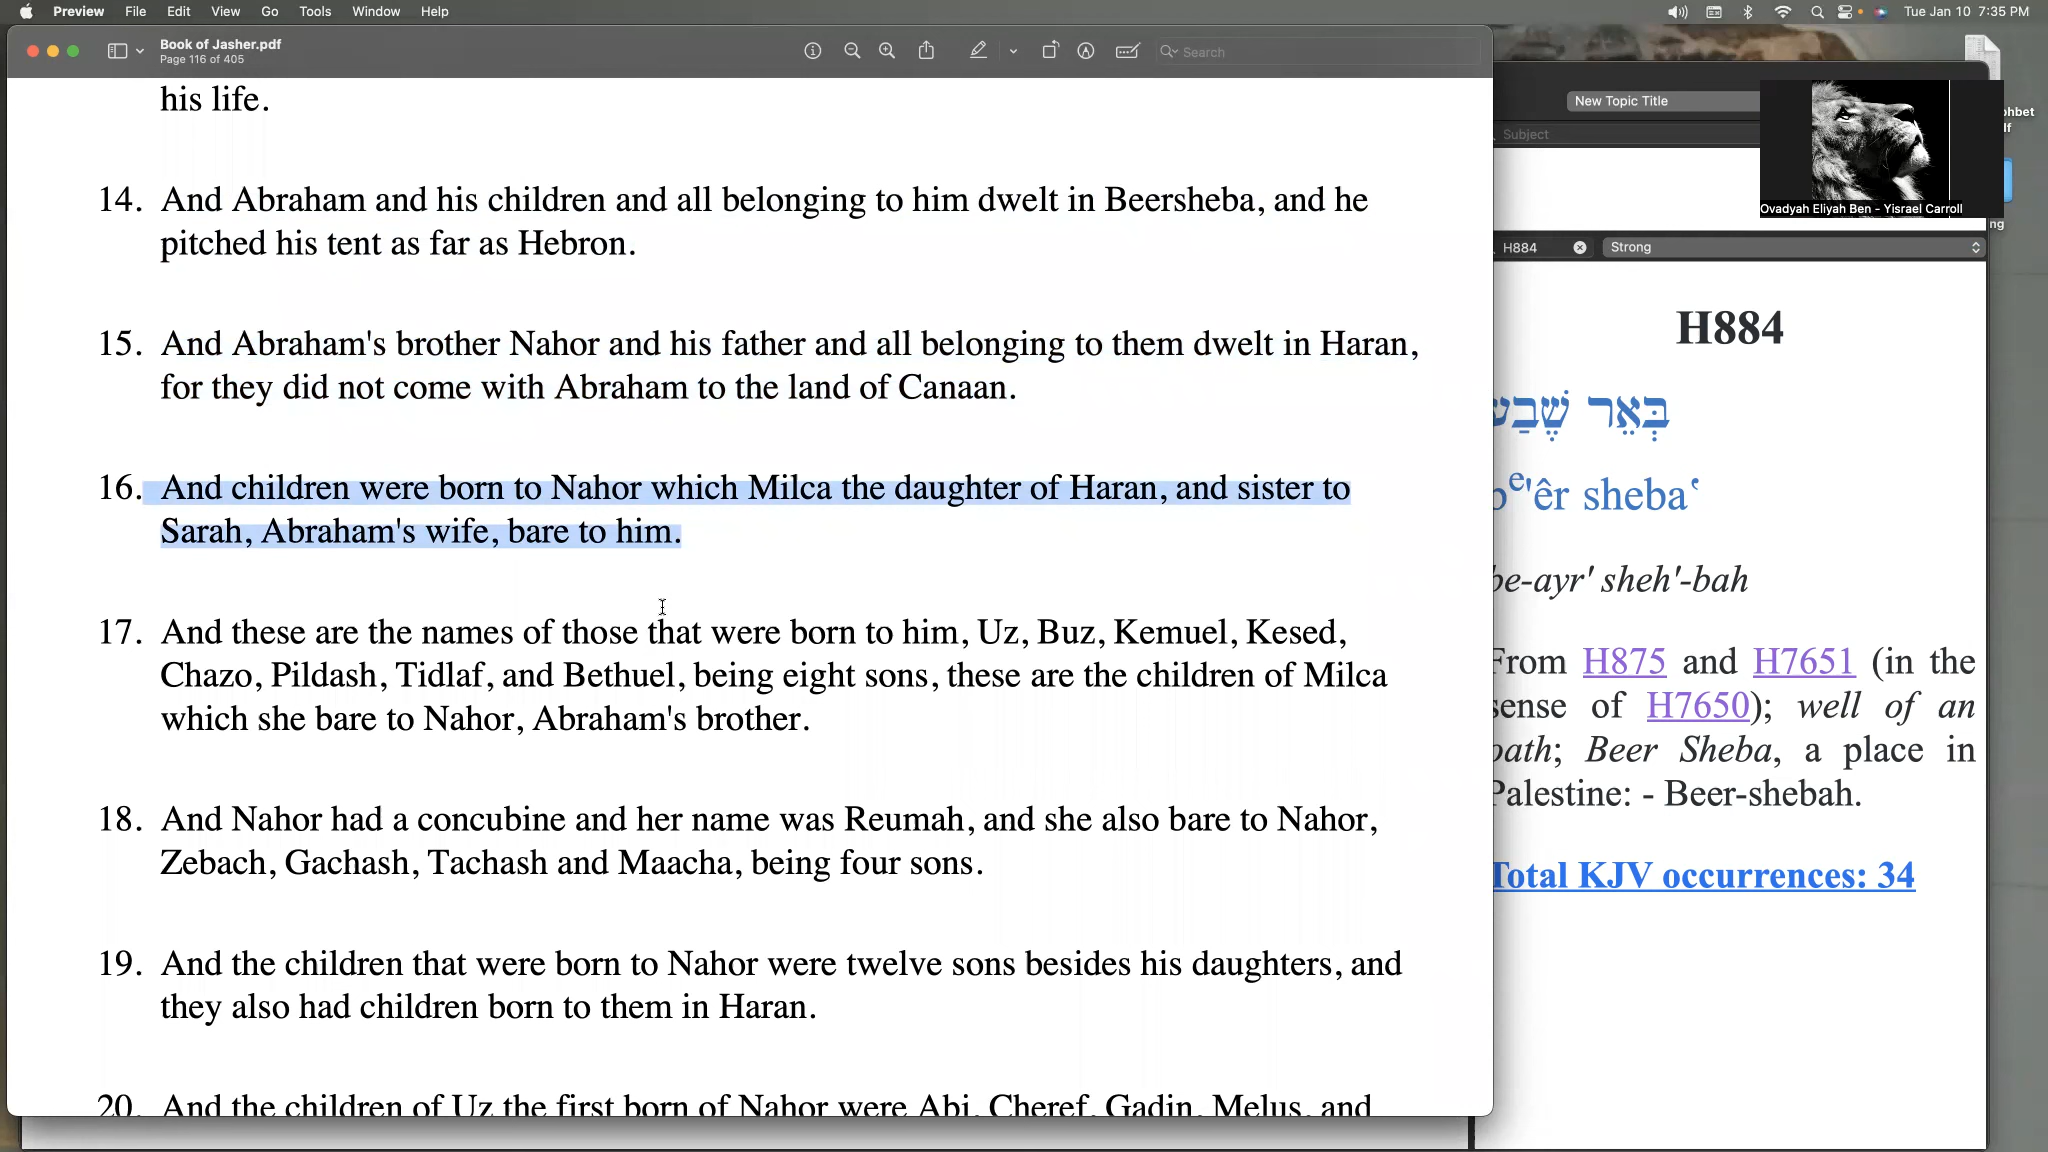 Preview File Edit View Go Tools Window Help
Tue Jan 10 7:35 PM
Book of Jasher.pdf
Page 116 of 405
Search
his life.
14. And Abraham and his children and all belonging to him dwelt in Beersheba, and he
pitched his tent as far as Hebron.
15. And Abraham's brother Nahor and his father and all belonging to them dwelt in Haran,
for they did not come with Abraham to the land of Canaan.
16. And children were born to Nahor which Milca the daughter of Haran, and sister to
Sarah, Abraham's wife, bare to him.
17. And these are the names of those that were born to him, Uz, Buz, Kemuel, Kesed,
Chazo, Pildash, Tidlaf, and Bethuel, being eight sons, these are the children of Milca
which she bare to Nahor, Abraham's brother.
18. And Nahor had a concubine and her name was Reumah, and she also bare to Nahor,
Zebach, Gachash, Tachash and Maacha, being four sons.
19. And the children that were born to Nahor were twelve sons besides his daughters, and
they also had children born to them in Haran.
20. And the children of Uz the first born of Nahor were Abi, Cheref, Gadin, Melus, and
New Topic Title
Subject
Ovadyah Eliyah Ben - Yisrael Carroll
H884
Strong
H884
בְּאֵר שֶׁבַע
bᵉ'êr sheba‛
be-ayr' sheh'-bah
From H875 and H7651 (in the
sense of H7650); well of an
oath; Beer Sheba, a place in
Palestine: - Beer-shebah.
Total KJV occurrences: 34